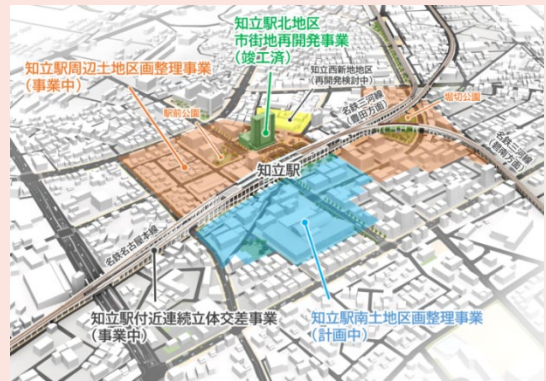 知立駅北地区
市街地再開発事業
(竣工済)
知立駅周辺土地区画整理事業
(事業中)
知立西新地地区
(再開発検討中)
駅前公園
名鉄三河線
(豊田方面)
堀切公園
名鉄三河線
(碧南方面)
知立駅
名鉄名古屋本線
知立駅付近連続立体交差事業
(事業中)
知立駅南土地区画整理事業
(計画中)